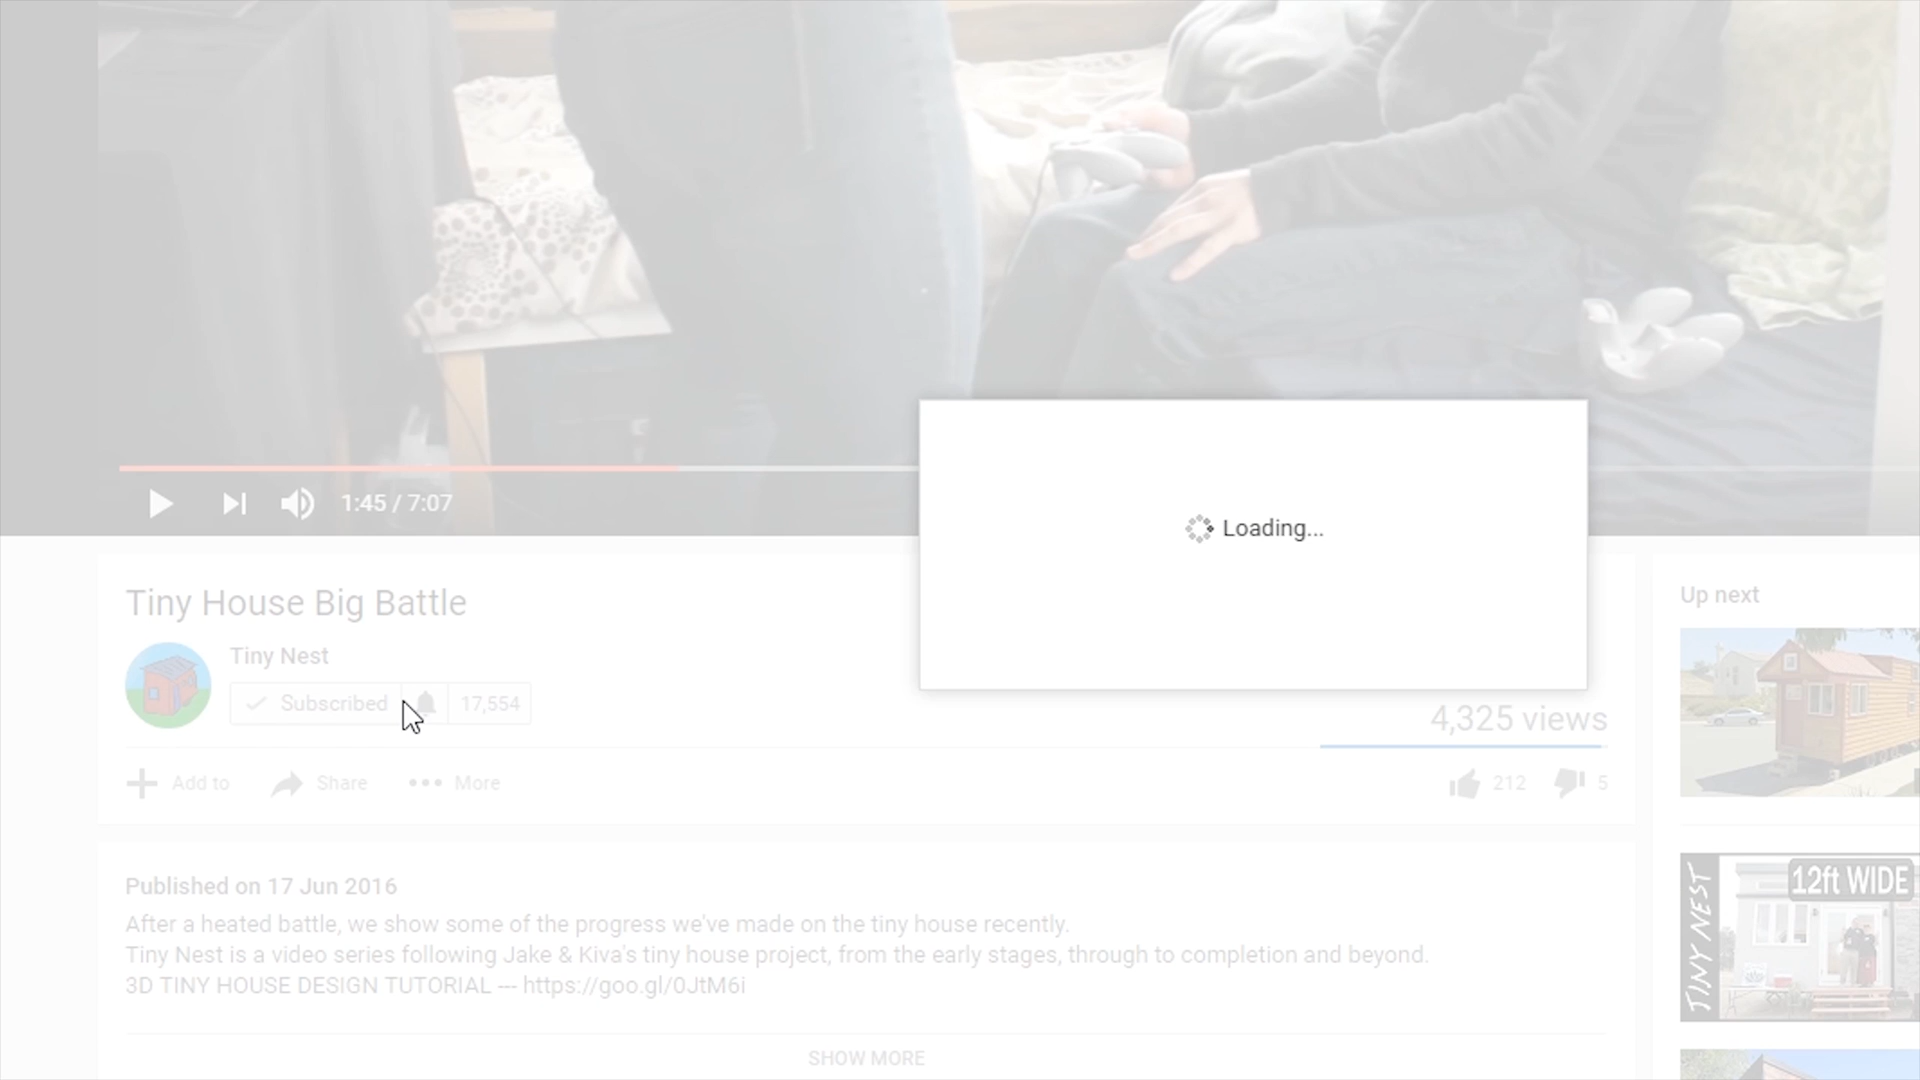 1:45 / 7:07
Loading...
Tiny House Big Battle
Tiny Nest
Subscribed 17,554
4,325 views
Add to Share More
212 5
Published on 17 Jun 2016
After a heated battle, we show some of the progress we've made on the tiny house recently.
Tiny Nest is a video series following Jake & Kiva's tiny house project, from the early stages, through to completion and beyond.
3D TINY HOUSE DESIGN TUTORIAL --- https://goo.gl/0JtM6i
SHOW MORE
Up next
12ft WIDE
TINY NEST